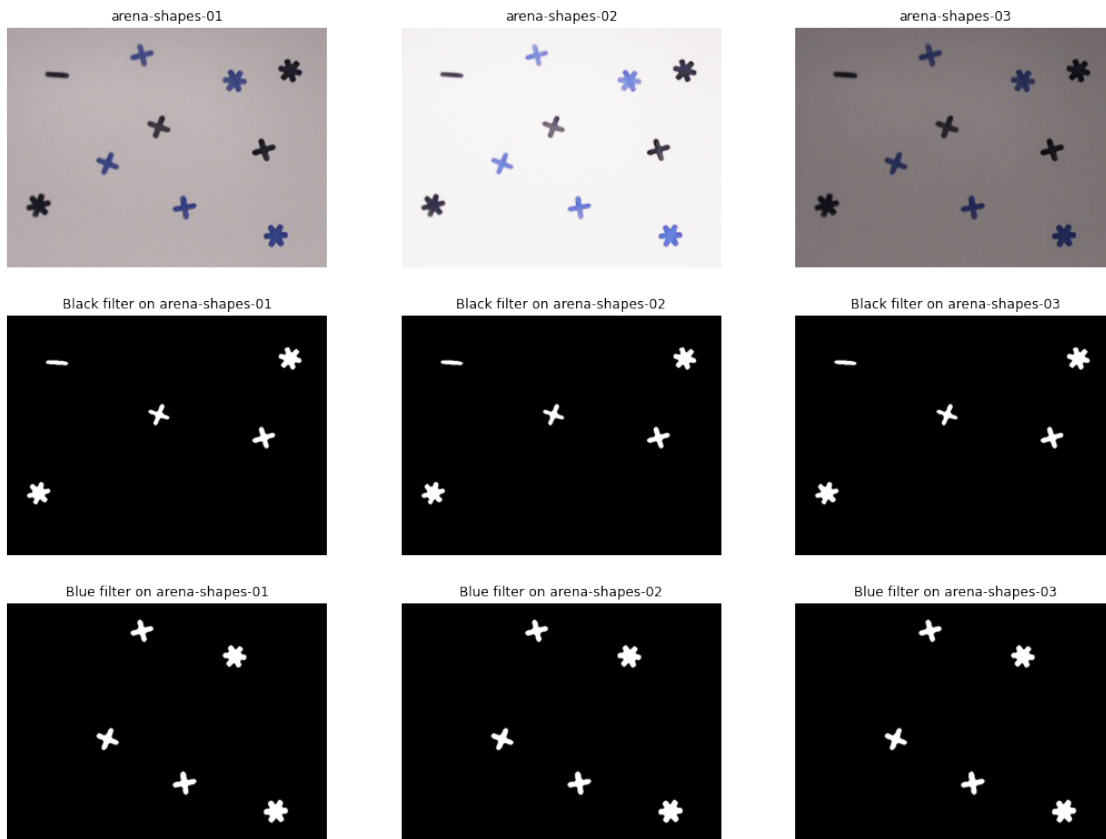 arena-shapes-01
arena-shapes-02
arena-shapes-03
Black filter on arena-shapes-01
Black filter on arena-shapes-02
Black filter on arena-shapes-03
Blue filter on arena-shapes-01
Blue filter on arena-shapes-02
Blue filter on arena-shapes-03